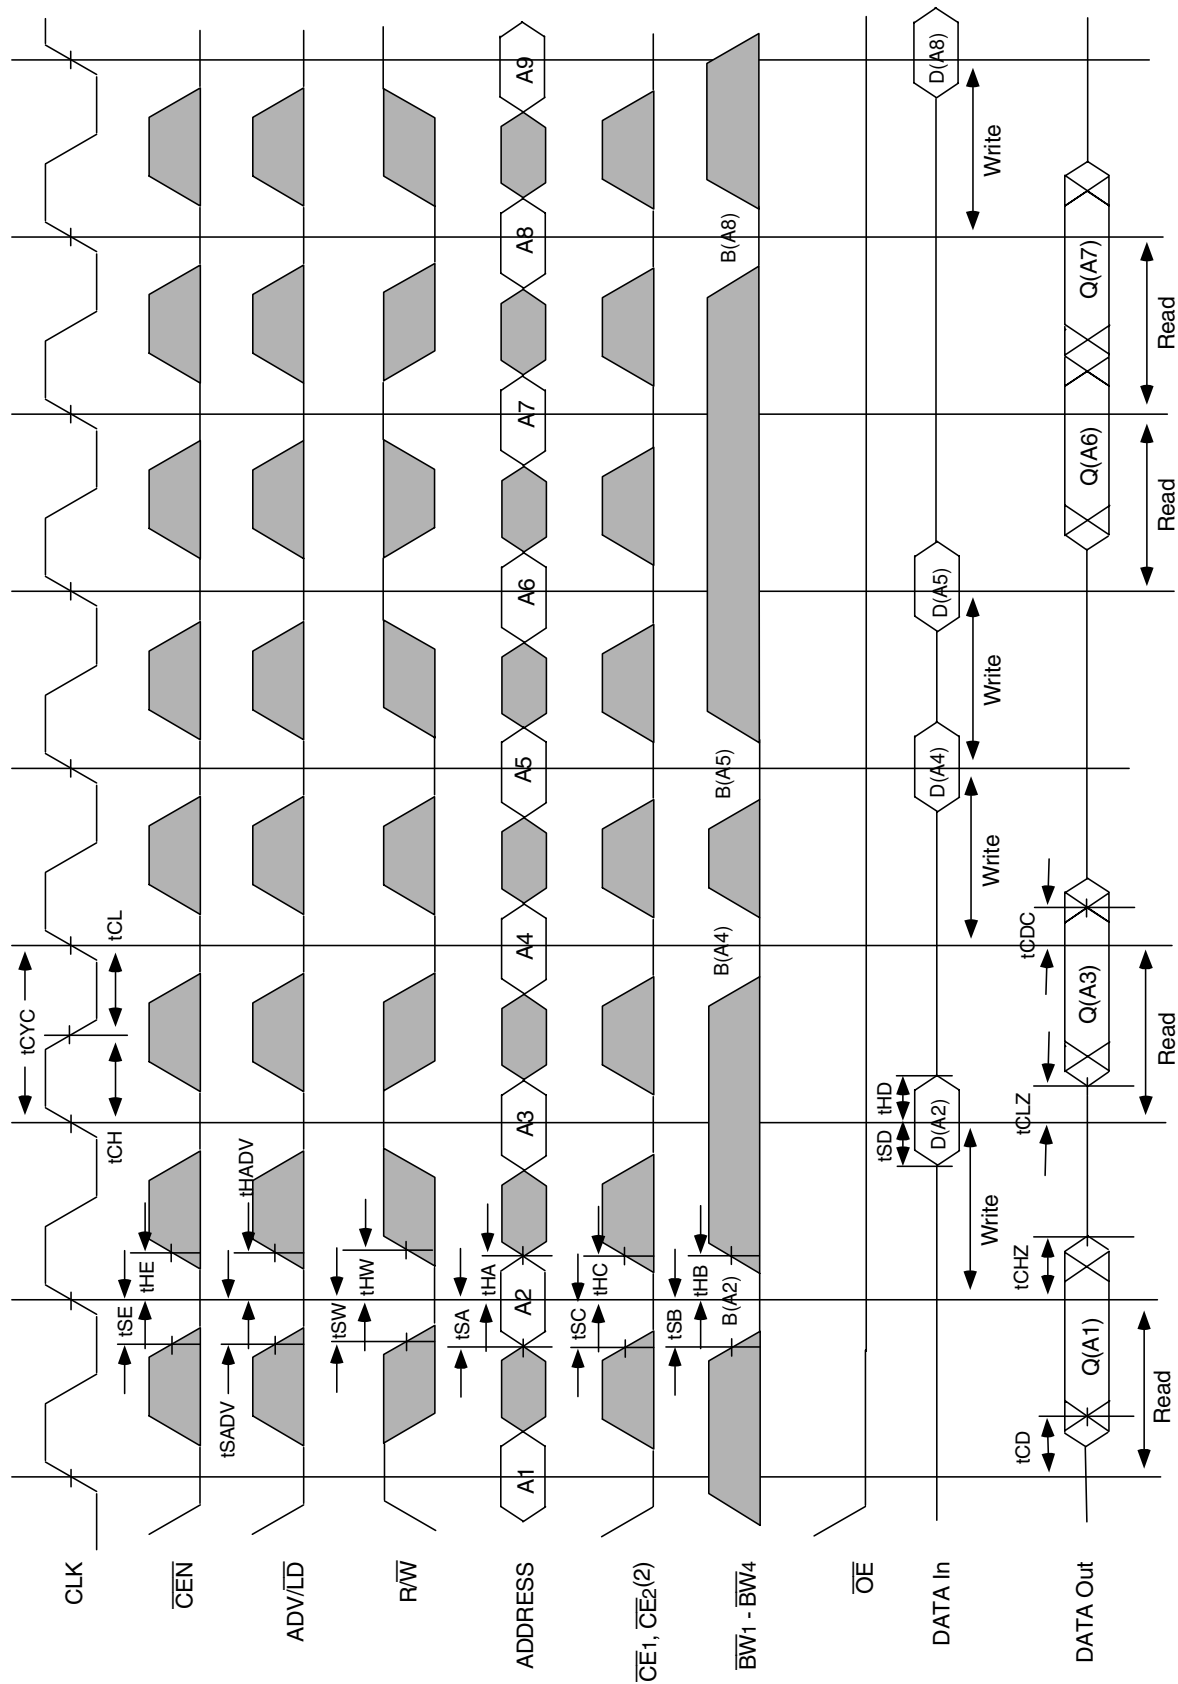 CLK
tCYC
tCH
tCL
CEN
tSE
tHE
ADV/LD
tSADV
tHADV
R/W
tSW
tHW
ADDRESS
A1
A2
A3
A4
A5
A6
A7
A8
A9
tSA
tHA
CE1, CE2(2)
tSC
tHC
BW1 - BW4
tSB
tHB
B(A2)
B(A4)
B(A5)
B(A8)
OE
DATA In
tSD
tHD
D(A2)
D(A4)
D(A5)
D(A8)
Write
Write
Write
Write
DATA Out
tCD
tCHZ
tCLZ
tCDC
Q(A1)
Q(A3)
Q(A6)
Q(A7)
Read
Read
Read
Read